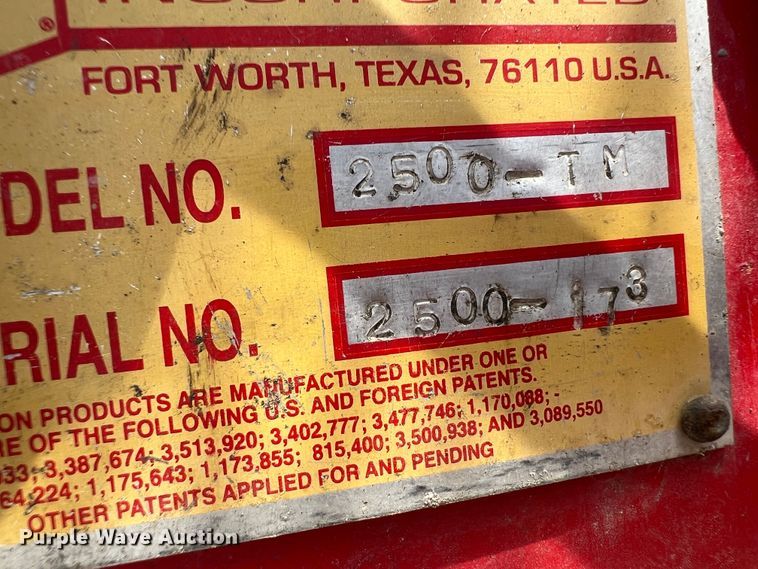 INCORPORATED
®
FORT WORTH, TEXAS, 76110 U.S.A.
DEL NO. 2500-TM
RIAL NO. 2500-173
ON PRODUCTS ARE MANUFACTURED UNDER ONE OR
RE OF THE FOLLOWING U.S. AND FOREIGN PATENTS.
033; 3,387,674; 3,513,920; 3,402,777; 3,477,746; 1,170,088; -
64,224; 1,175,643; 1,173,855; 815,400; 3,500,938; AND 3,089,550
OTHER PATENTS APPLIED FOR AND PENDING
Purple Wave Auction